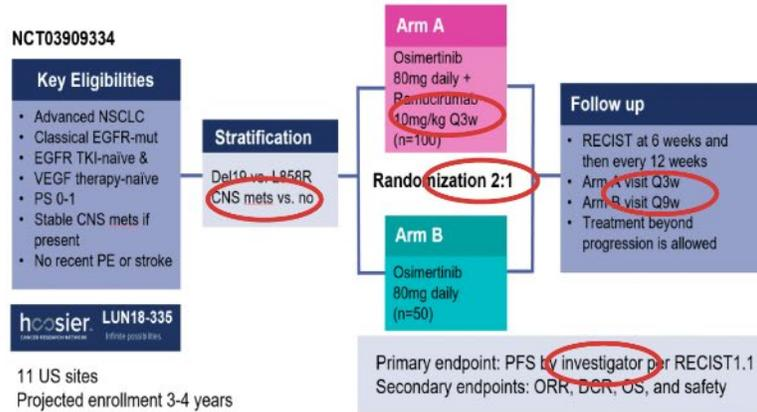 NCT03909334
Key Eligibilities
• Advanced NSCLC
• Classical EGFR-mut
• EGFR TKI-naïve &
• VEGF therapy-naïve
• PS 0-1
• Stable CNS mets if
present
• No recent PE or stroke
hoosier
CANCER RESEARCH NETWORK
LUN18-335
Infinite possibilities.
11 US sites
Projected enrollment 3-4 years
Stratification
Del19 vs. L858R
CNS mets vs. no
Arm A
Osimertinib
80mg daily +
Ramucirumab
10mg/kg Q3w
(n=100)
Randomization 2:1
Arm B
Osimertinib
80mg daily
(n=50)
Follow up
• RECIST at 6 weeks and
then every 12 weeks
• Arm A visit Q3w
• Arm B visit Q9w
• Treatment beyond
progression is allowed
Primary endpoint: PFS by investigator per RECIST1.1
Secondary endpoints: ORR, DCR, OS, and safety